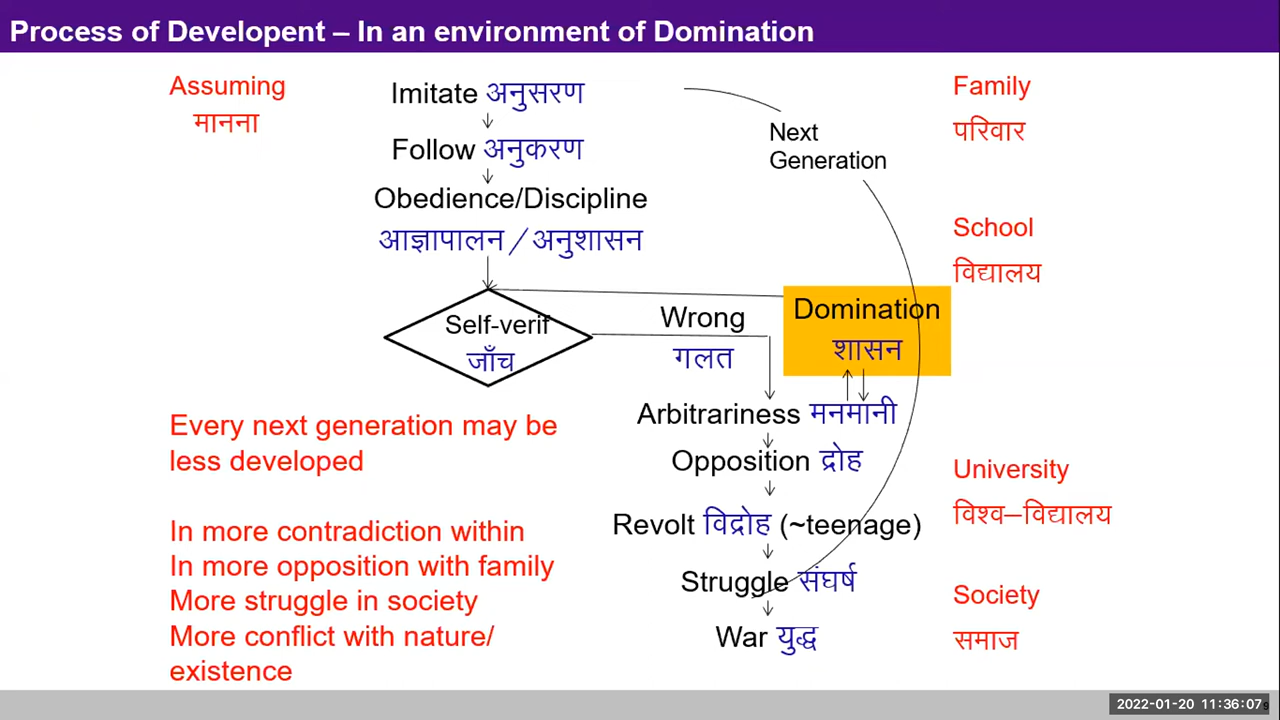 Process of Developent – In an environment of Domination
Assuming
मानना
Imitate अनुसरण
Follow अनुकरण
Obedience/Discipline
आज्ञापालन/अनुशासन
Next
Generation
Family
परिवार
School
विद्यालय
Self-verif
जाँच
Wrong
गलत
Domination
शासन
Arbitrariness मनमानी
Opposition द्रोह
Revolt विद्रोह (~teenage)
Struggle संघर्ष
War युद्ध
Every next generation may be
less developed
In more contradiction within
In more opposition with family
More struggle in society
More conflict with nature/
existence
University
विश्व–विद्यालय
Society
समाज
2022-01-20 11:36:07